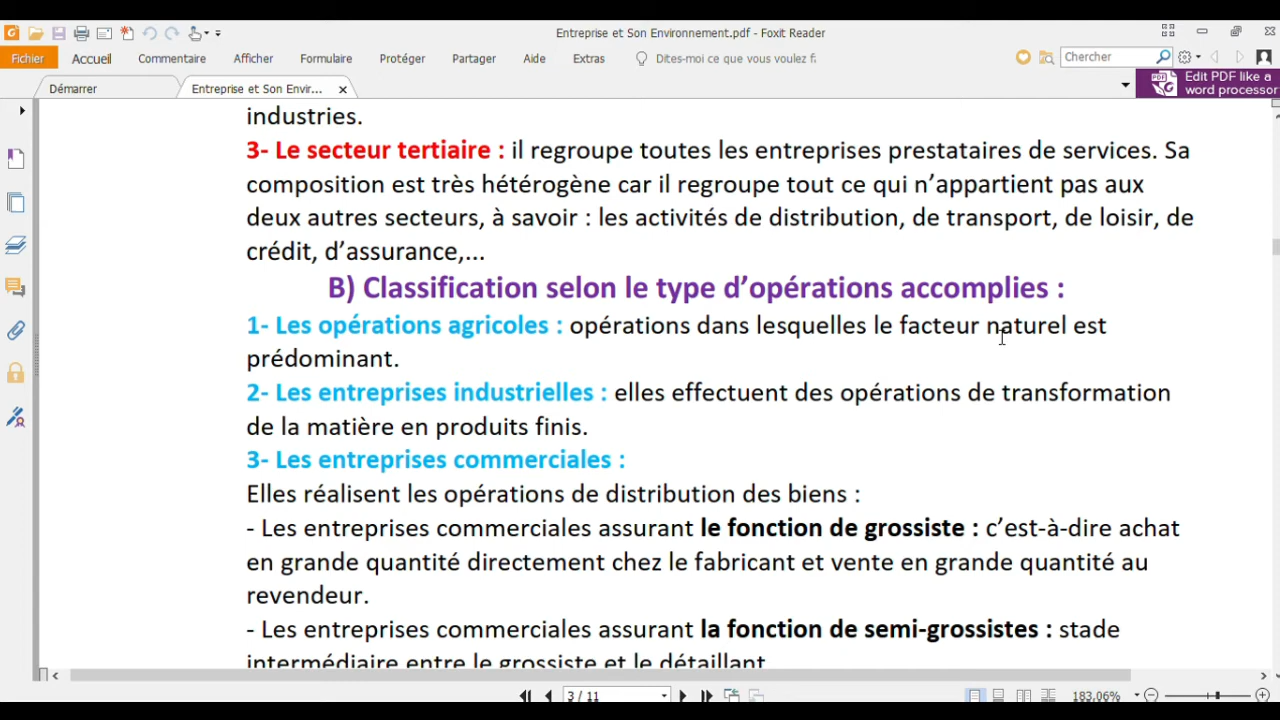 Entreprise et Son Environnement.pdf - Foxit Reader
Fichier Accueil Commentaire Afficher Formulaire Protéger Partager Aide Extras Dites-moi ce que vous voulez f. Chercher
Démarrer Entreprise et Son Envir... Edit PDF like a
word processor
industries.
3- Le secteur tertiaire : il regroupe toutes les entreprises prestataires de services. Sa
composition est très hétérogène car il regroupe tout ce qui n’appartient pas aux
deux autres secteurs, à savoir : les activités de distribution, de transport, de loisir, de
crédit, d’assurance,...
B) Classification selon le type d’opérations accomplies :
1- Les opérations agricoles : opérations dans lesquelles le facteur naturel est
prédominant.
2- Les entreprises industrielles : elles effectuent des opérations de transformation
de la matière en produits finis.
3- Les entreprises commerciales :
Elles réalisent les opérations de distribution des biens :
- Les entreprises commerciales assurant le fonction de grossiste : c’est-à-dire achat
en grande quantité directement chez le fabricant et vente en grande quantité au
revendeur.
- Les entreprises commerciales assurant la fonction de semi-grossistes : stade
intermédiaire entre le grossiste et le détaillant
3 / 11 183,06%